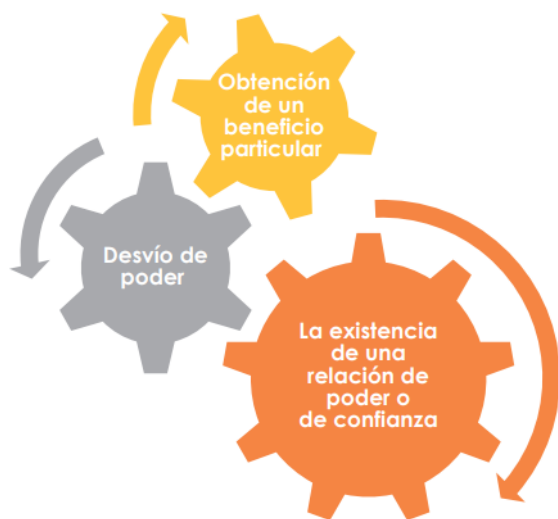 Obtención
de un
beneficio
particular
Desvío de
poder
La existencia
de una
relación de
poder o
de confianza